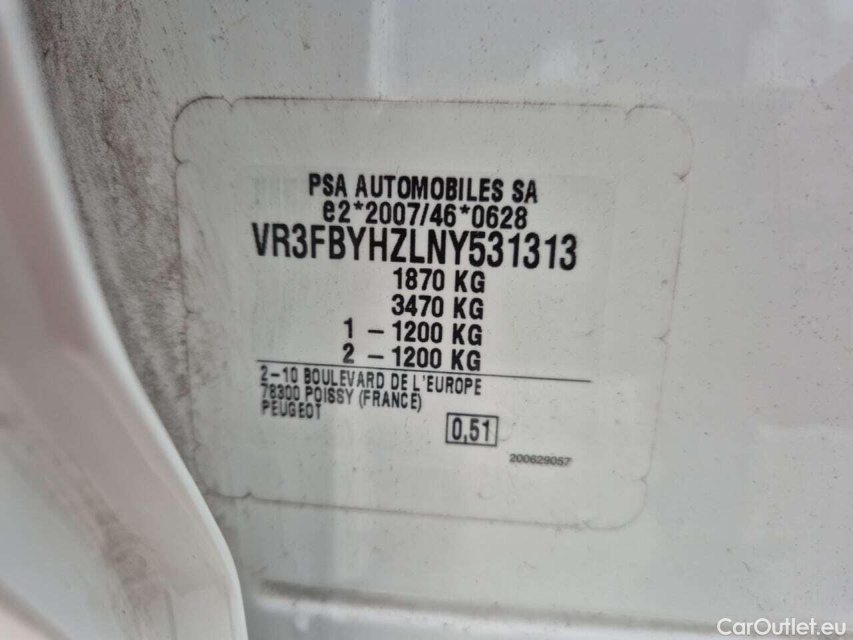 PSA AUTOMOBILES SA
e2*2007/46*0628
VR3FBYHZLNY531313
1870 KG
3470 KG
1 – 1200 KG
2 – 1200 KG
2–10 BOULEVARD DE L'EUROPE
78300 POISSY (FRANCE)
PEUGEOT
0,51
200629057
CarOutlet.eu